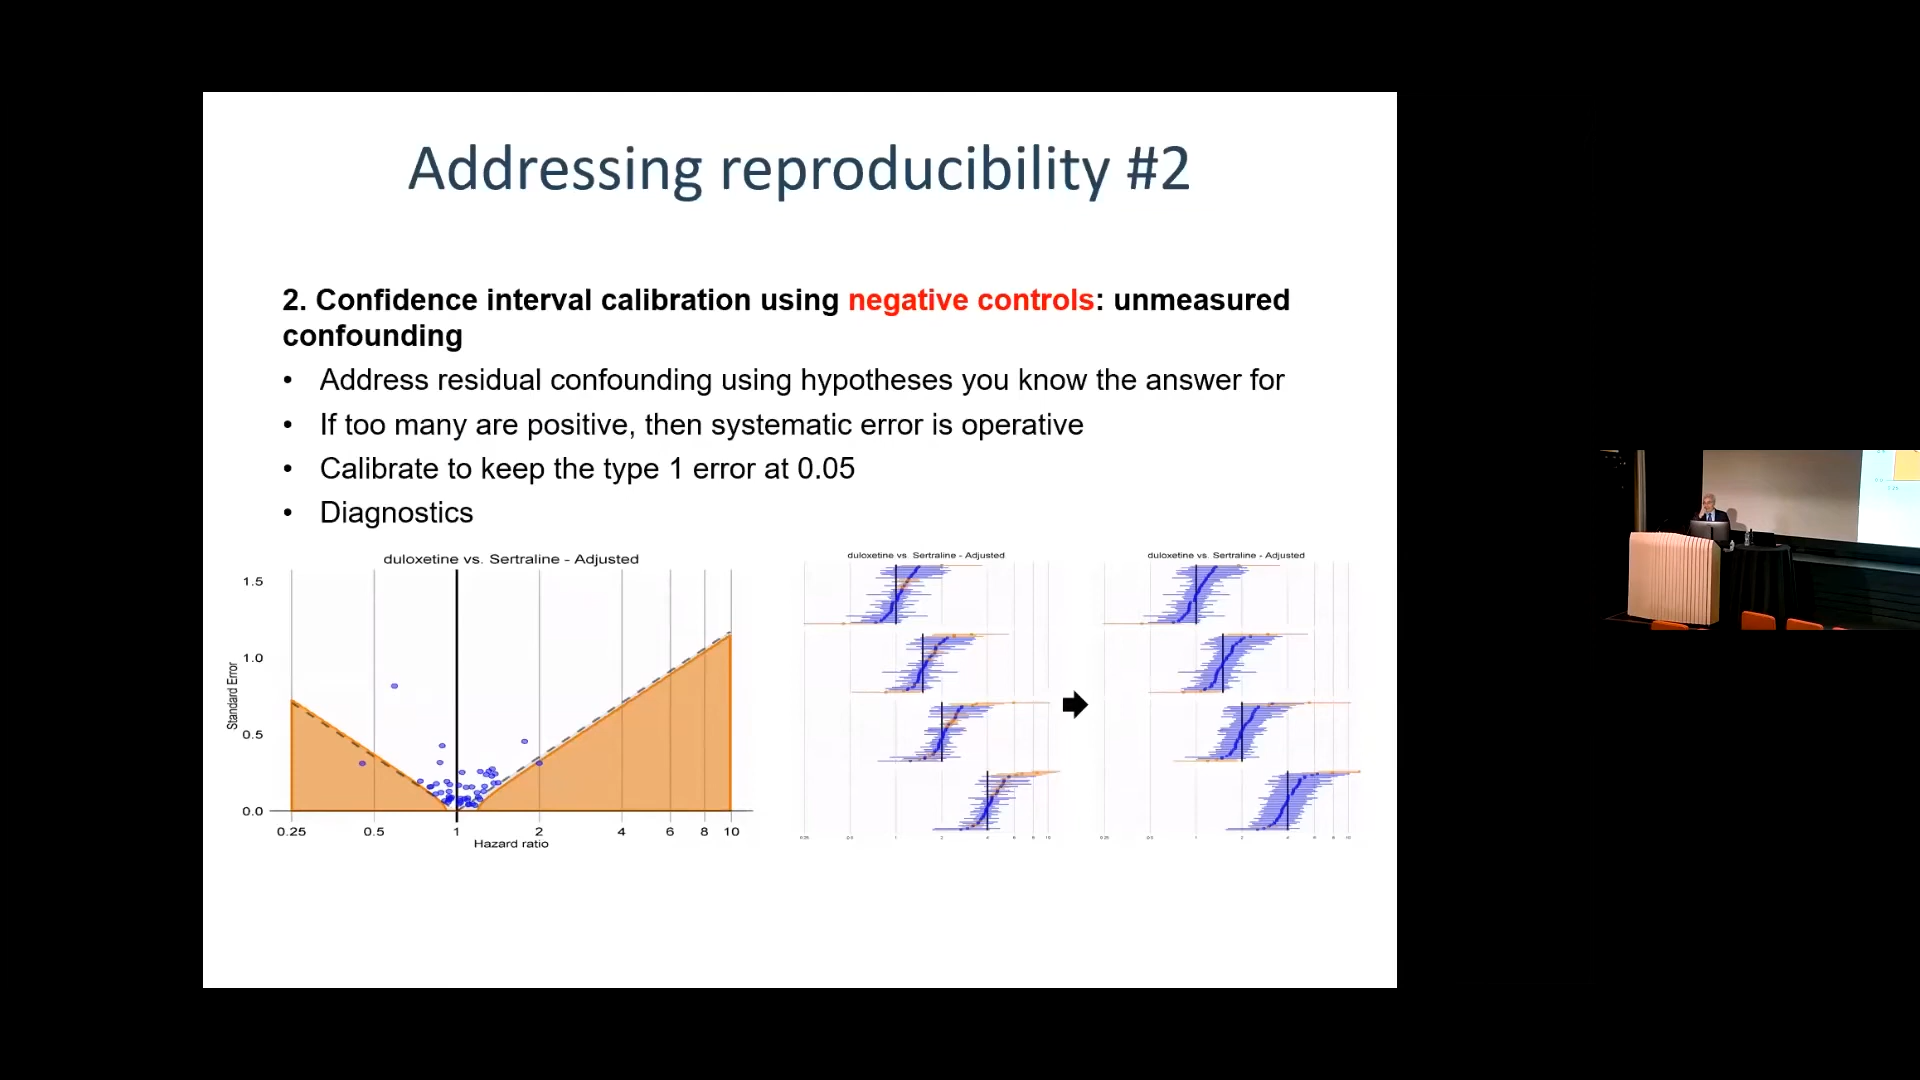 Addressing reproducibility #2
2. Confidence interval calibration using negative controls: unmeasured
confounding
• Address residual confounding using hypotheses you know the answer for
• If too many are positive, then systematic error is operative
• Calibrate to keep the type 1 error at 0.05
• Diagnostics
duloxetine vs. Sertraline - Adjusted
1.5
1.0
0.5
0.0
Standard Error
0.25 0.5 1 2 4 6 8 10
Hazard ratio
duloxetine vs. Sertraline - Adjusted
duloxetine vs. Sertraline - Adjusted